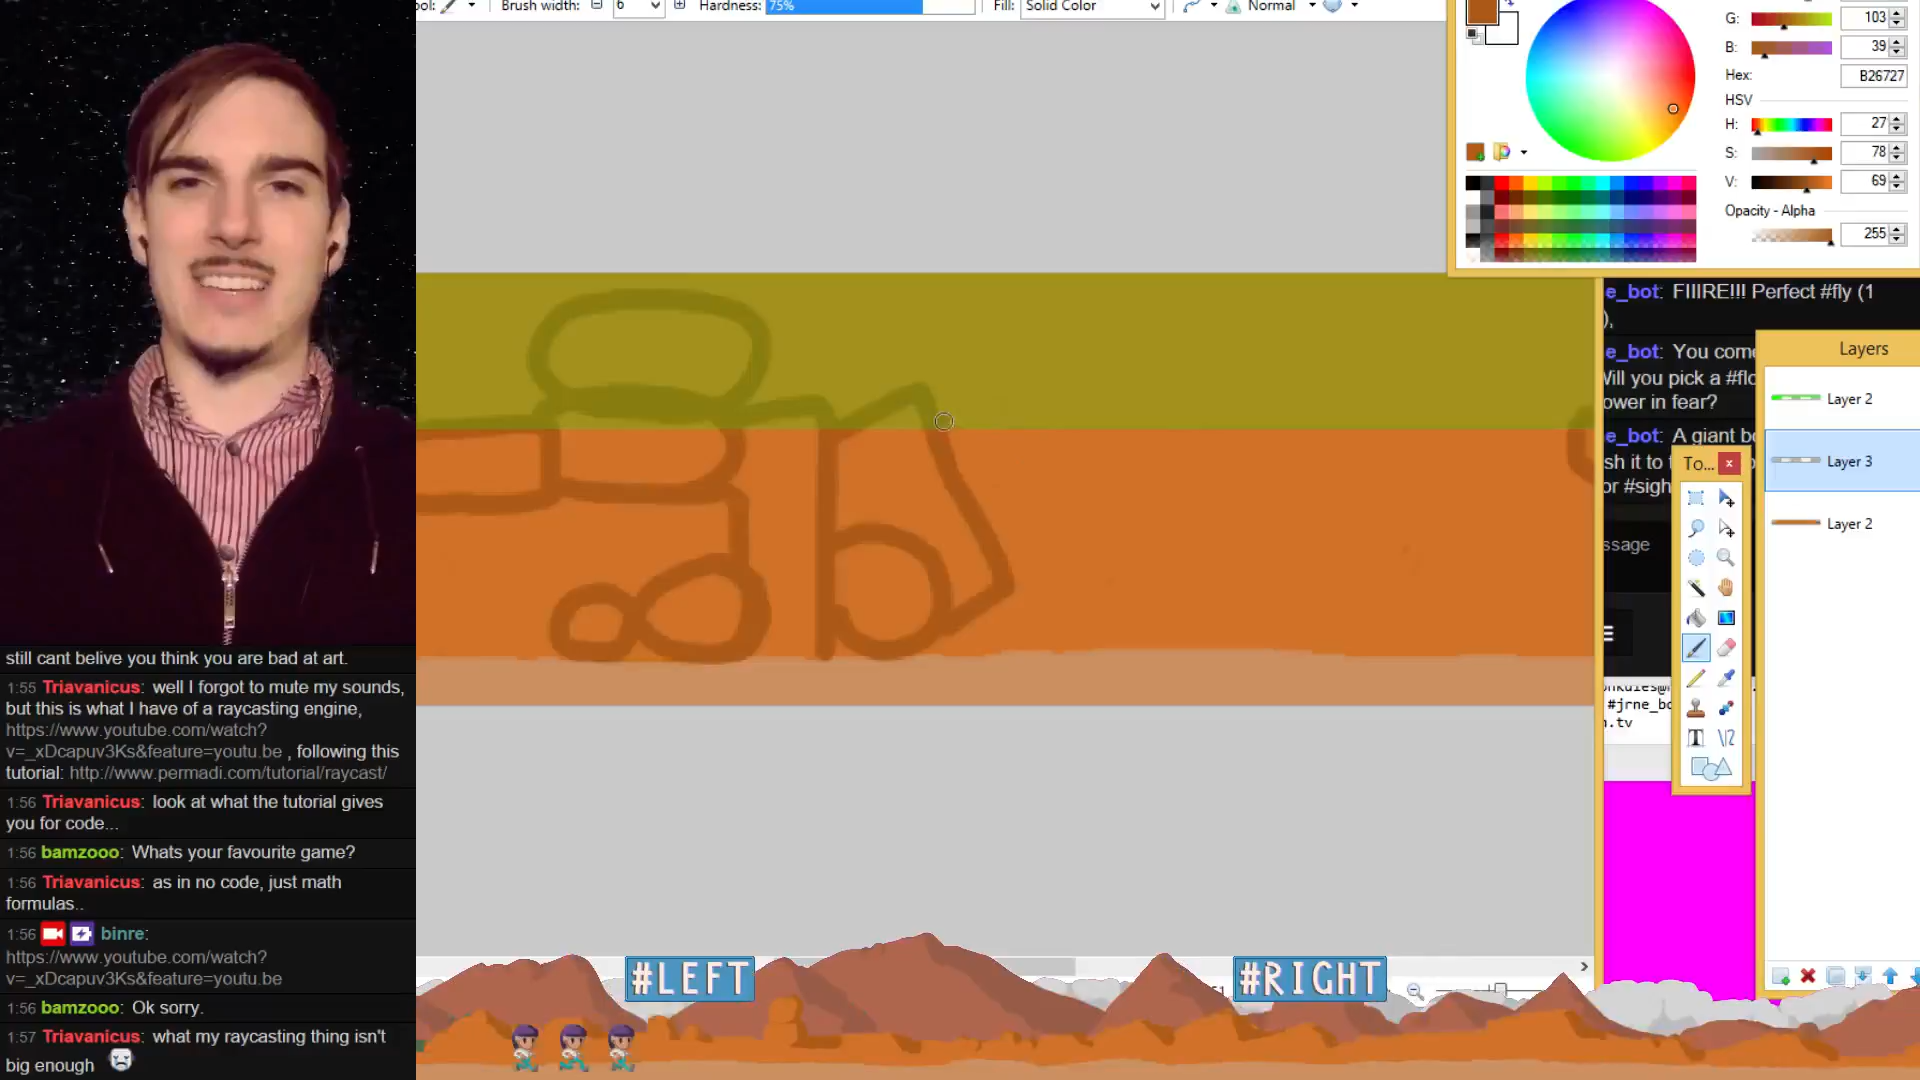 ool:
Brush width:
6
Hardness:
75%
Fill:
Solid Color
Normal
G:
103
B:
39
Hex:
B26727
HSV
H:
27
S:
78
V:
69
Opacity - Alpha
255
e_bot: FIIIRE!!! Perfect #fly (1
),
e_bot: You come
Will you pick a #flo
ower in fear?
e_bot: A giant bo
sh it to t
or #sigh
ssage
#jrne_bo
n.tv
Layers
Layer 2
Layer 3
Layer 2
To...
still cant belive you think you are bad at art.
1:55 Triavanicus: well I forgot to mute my sounds,
but this is what I have of a raycasting engine,
https://www.youtube.com/watch?
v=_xDcapuv3Ks&feature=youtu.be , following this
tutorial: http://www.permadi.com/tutorial/raycast/
1:56 Triavanicus: look at what the tutorial gives
you for code...
1:56 bamzooo: Whats your favourite game?
1:56 Triavanicus: as in no code, just math
formulas..
1:56 binre:
https://www.youtube.com/watch?
v=_xDcapuv3Ks&feature=youtu.be
1:56 bamzooo: Ok sorry.
1:57 Triavanicus: what my raycasting thing isn't
big enough
#LEFT
#RIGHT